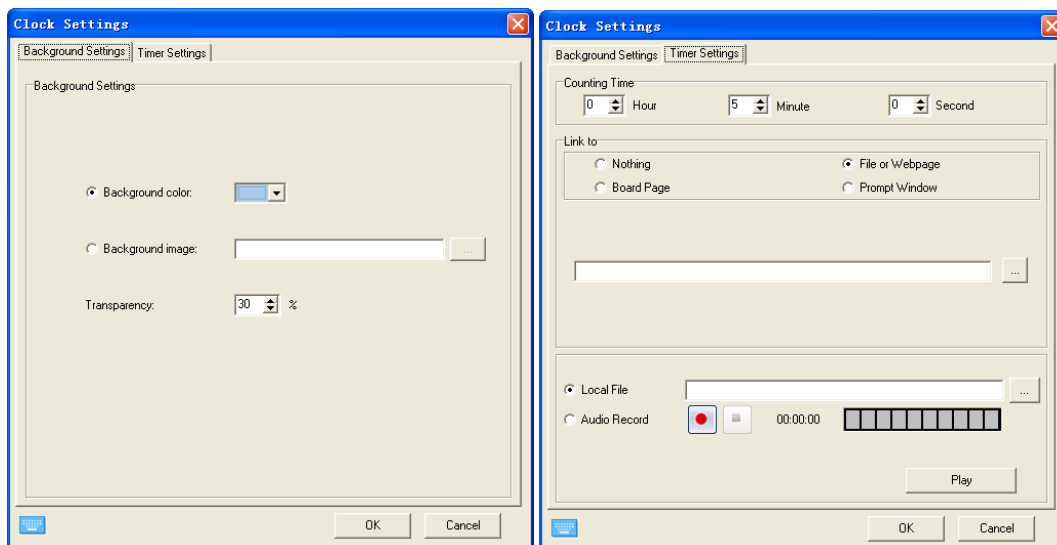 Clock Settings
Background Settings Timer Settings
Background Settings
Background color:
Background image: ...
Transparency: 30 %
OK Cancel
Clock Settings
Background Settings Timer Settings
Counting Time
0 Hour 5 Minute 0 Second
Link to
Nothing File or Webpage
Board Page Prompt Window
...
Local File ...
Audio Record 00:00:00
Play
OK Cancel